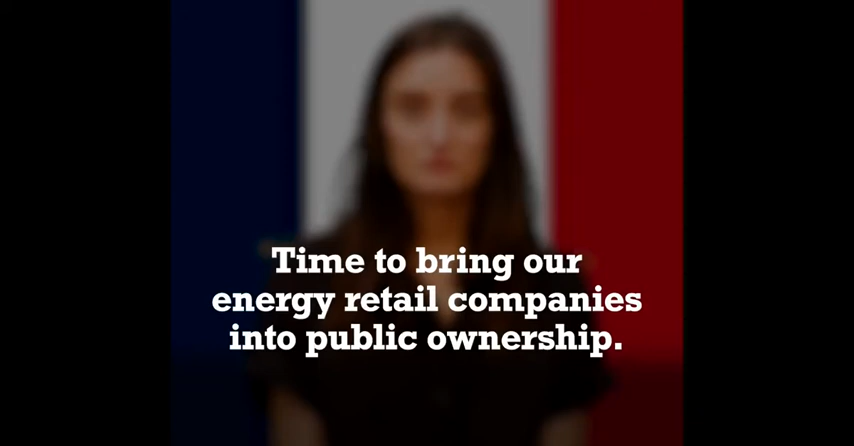 Time to bring our
energy retail companies
into public ownership.